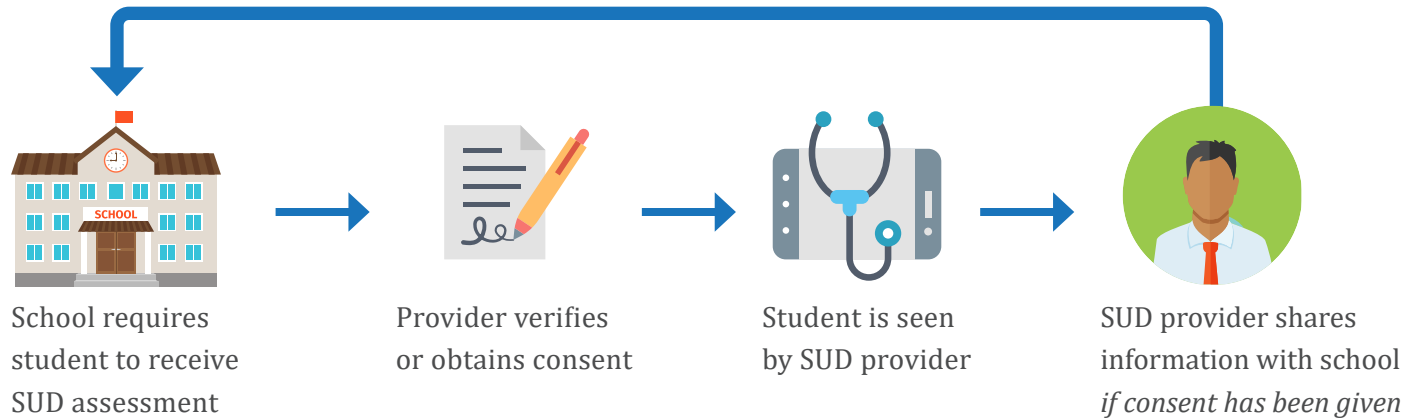 SCHOOL
School requires
student to receive
SUD assessment
Provider verifies
or obtains consent
Student is seen
by SUD provider
SUD provider shares
information with school
if consent has been given